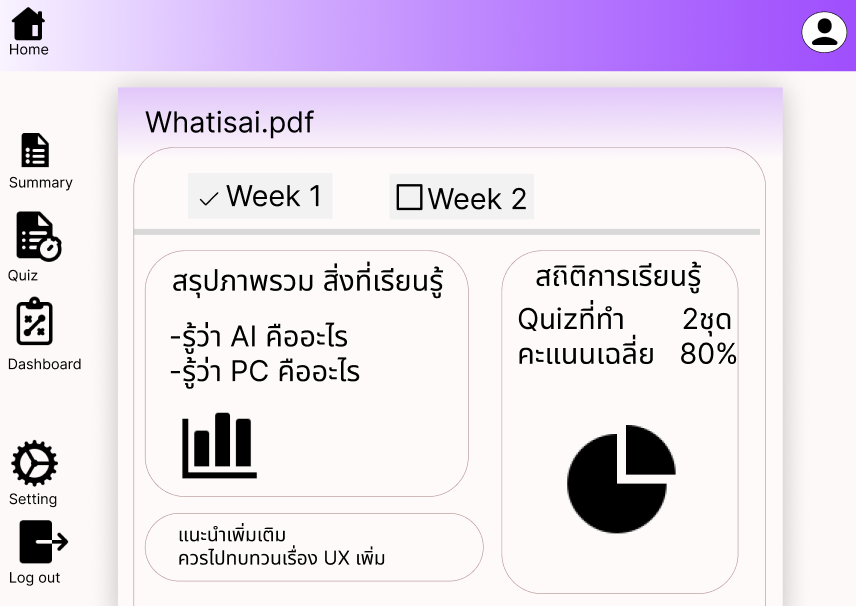 Home
Whatisai.pdf
Summary
Week 1
Week 2
Quiz
สรุปภาพรวม สิ่งที่เรียนรู้
-รู้ว่า AI คืออะไร
-รู้ว่า PC คืออะไร
สถิติการเรียนรู้
Quizที่ทำ 2ชุด
คะแนนเฉลี่ย 80%
Dashboard
Setting
Log out
แนะนำเพิ่มเติม
ควรไปทบทวนเรื่อง UX เพิ่ม